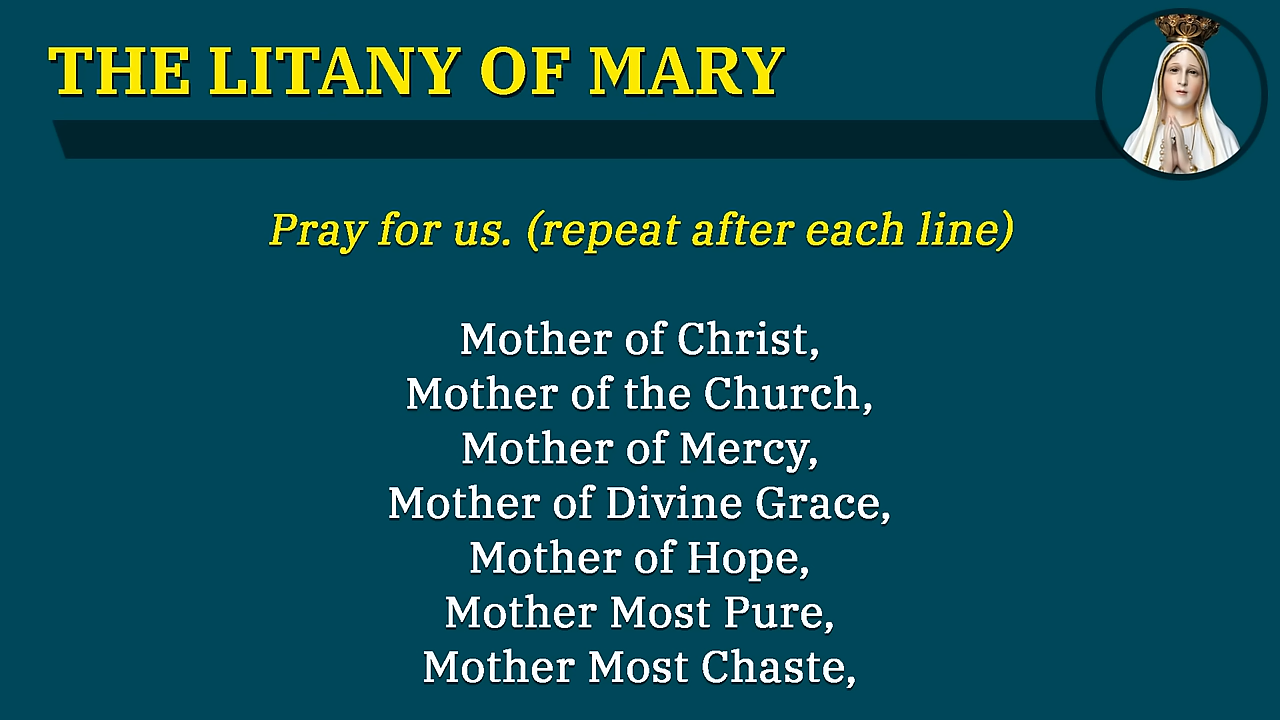 THE LITANY OF MARY
Pray for us. (repeat after each line)
Mother of Christ,
Mother of the Church,
Mother of Mercy,
Mother of Divine Grace,
Mother of Hope,
Mother Most Pure,
Mother Most Chaste,